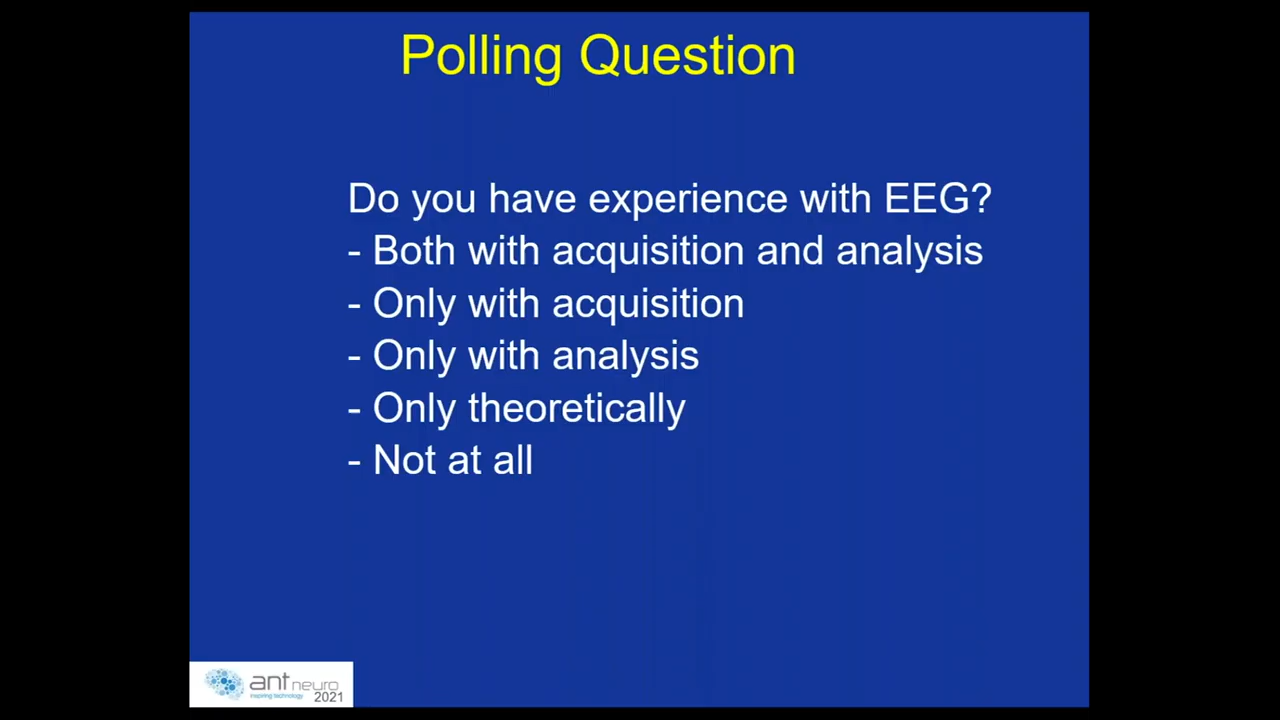 Polling Question
Do you have experience with EEG?
- Both with acquisition and analysis
- Only with acquisition
- Only with analysis
- Only theoretically
- Not at all
ant neuro
inspiring technology
2021